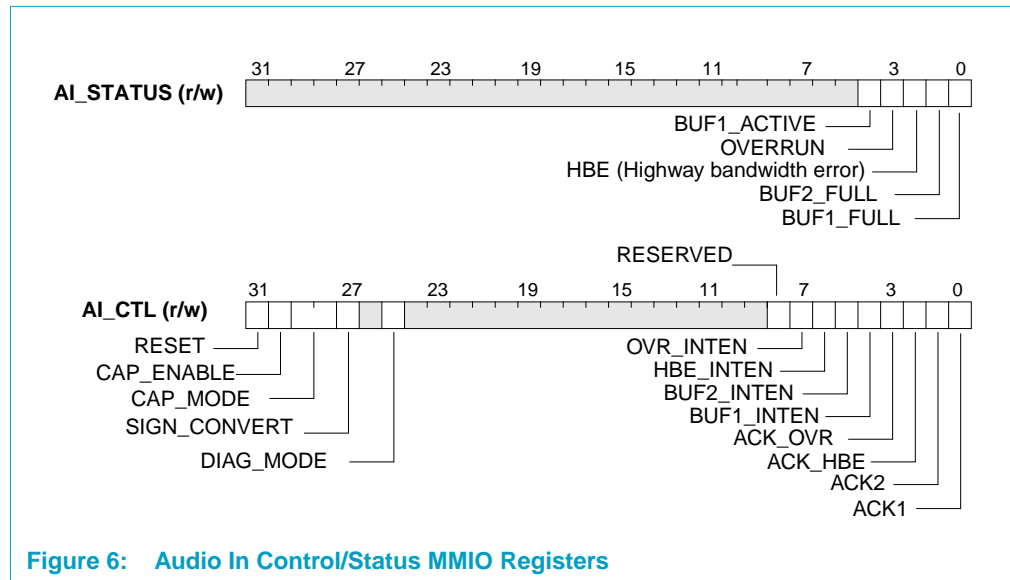 31 27 23 19 15 11 7 3 0
AI_STATUS (r/w)
BUF1_ACTIVE
OVERRUN
HBE (Highway bandwidth error)
BUF2_FULL
BUF1_FULL
RESERVED
31 27 23 19 15 11 7 3 0
AI_CTL (r/w)
RESET OVR_INTEN
CAP_ENABLE HBE_INTEN
CAP_MODE BUF2_INTEN
SIGN_CONVERT BUF1_INTEN
ACK_OVR
DIAG_MODE ACK_HBE
ACK2
ACK1
Figure 6: Audio In Control/Status MMIO Registers